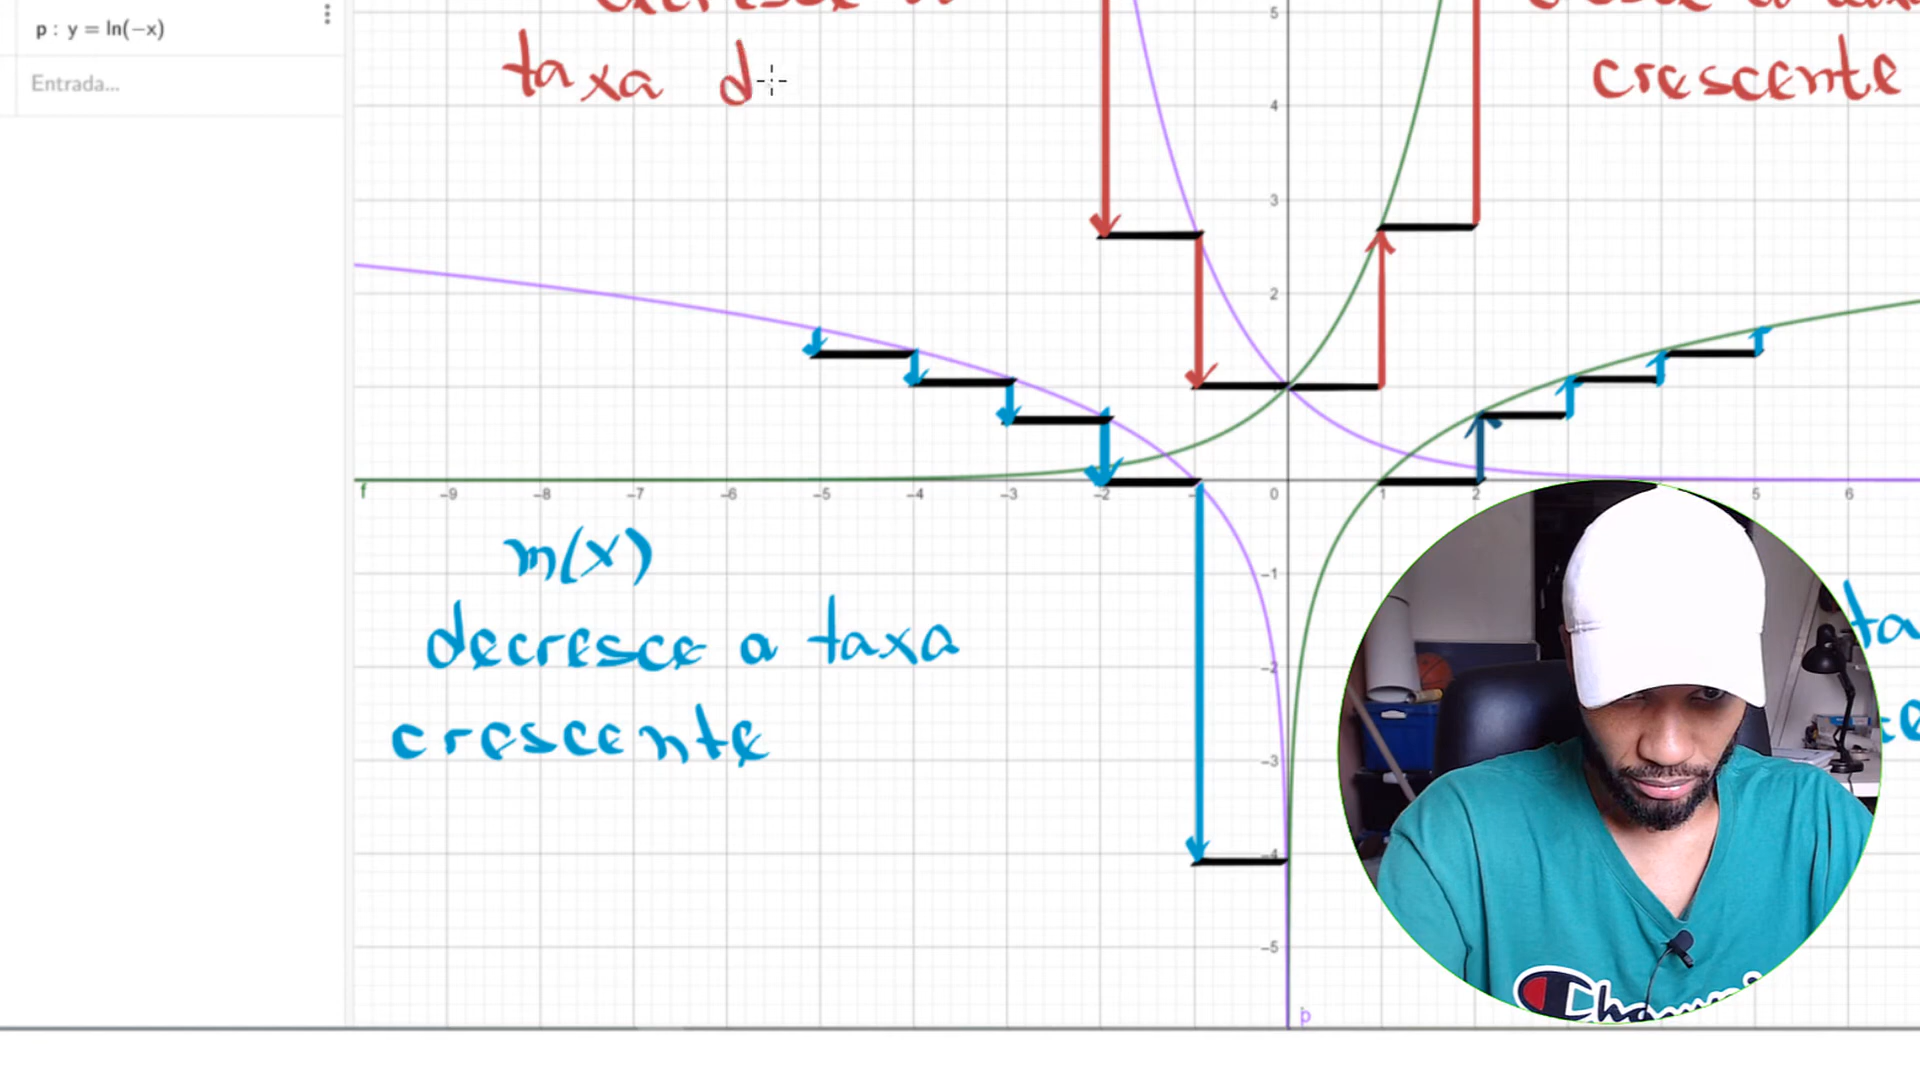 p : y = ln(−x)
Entrada...
taxa d
crescente
5
4
3
2
f
−9 −8 −7 −6 −5 −4 −3 −2 0 1 2 5 6
−1
m(x)
decresce a taxa
ta
−2
crescente
−3
−4
−5
p